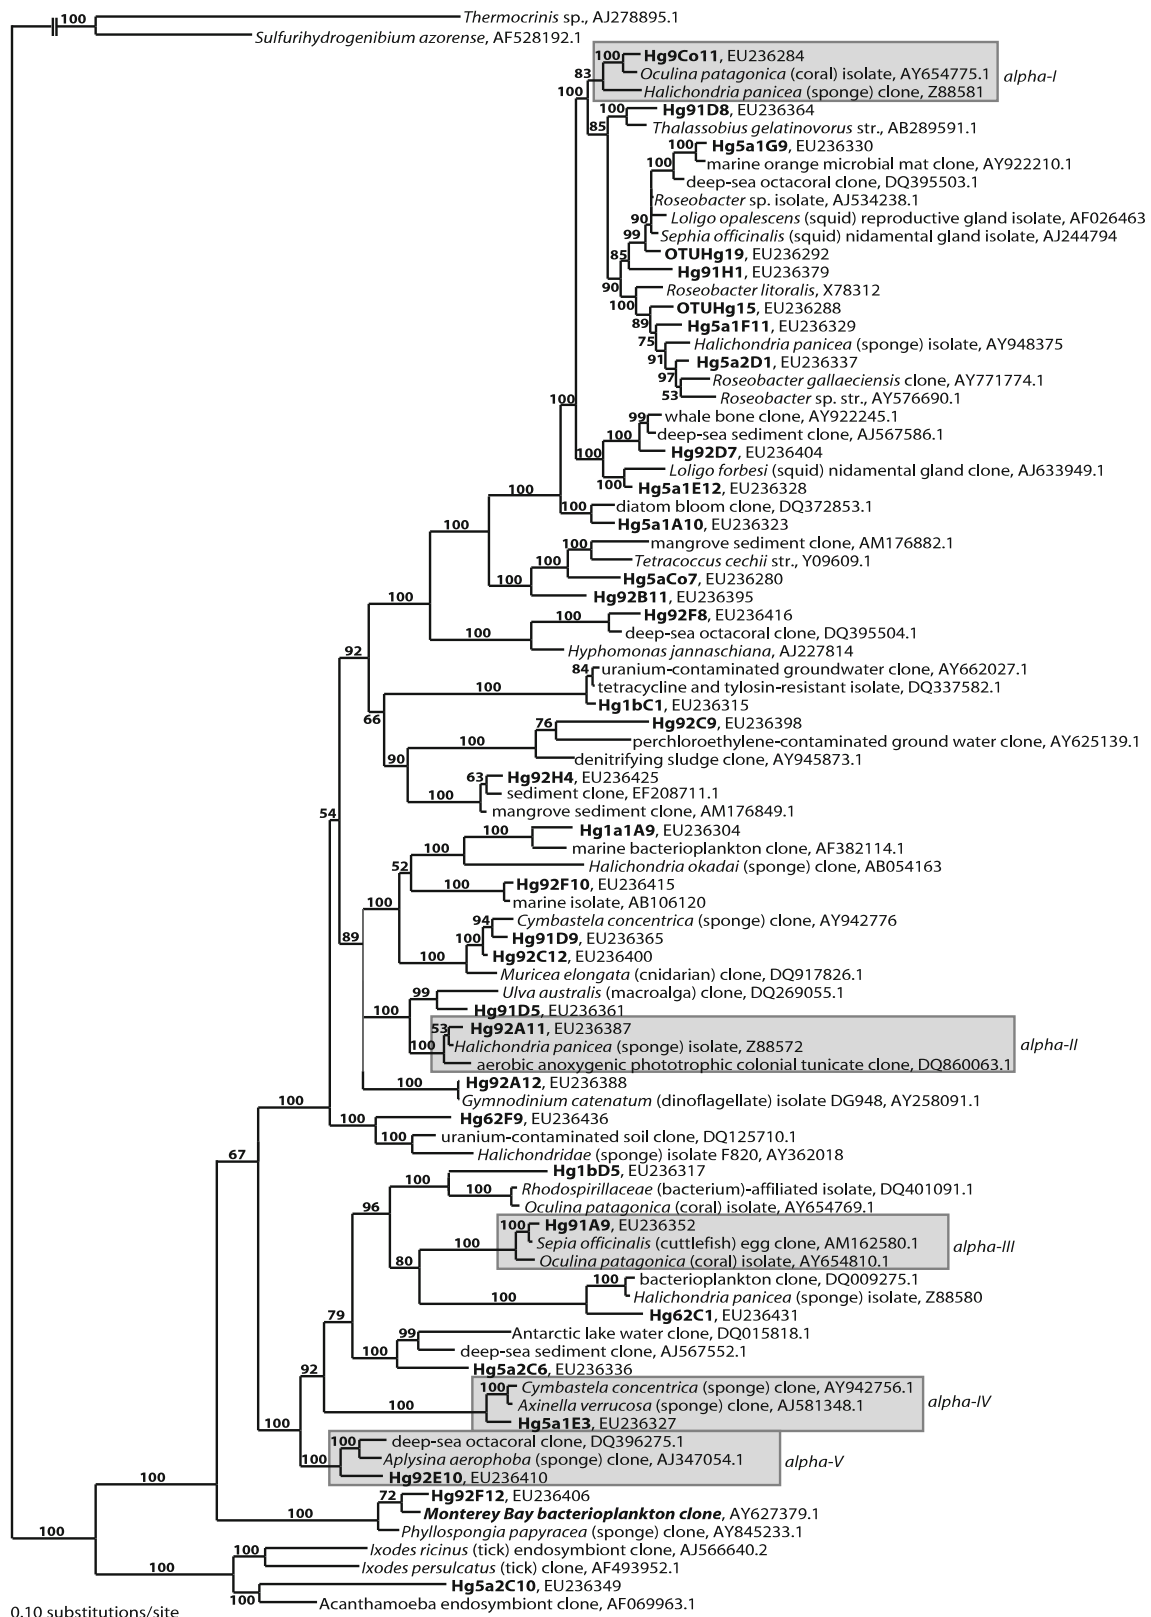 100
Thermocrinis sp., AJ278895.1
Sulfurihydrogenibium azorense, AF528192.1
100 Hg9Co11, EU236284
83 Oculina patagonica (coral) isolate, AY654775.1 alpha-I
100 Halichondria panicea (sponge) clone, Z88581
100 Hg91D8, EU236364
85 Thalassobius gelatinovorus str., AB289591.1
100 Hg5a1G9, EU236330
100 marine orange microbial mat clone, AY922210.1
deep-sea octacoral clone, DQ395503.1
Roseobacter sp. isolate, AJ534238.1
90 Loligo opalescens (squid) reproductive gland isolate, AF026463
99 Sephia officinalis (squid) nidamental gland isolate, AJ244794
85 OTUHg19, EU236292
Hg91H1, EU236379
90 Roseobacter litoralis, X78312
100 OTUHg15, EU236288
89 Hg5a1F11, EU236329
75 Halichondria panicea (sponge) isolate, AY948375
91 Hg5a2D1, EU236337
97 Roseobacter gallaeciensis clone, AY771774.1
53 Roseobacter sp. str., AY576690.1
100
99 whale bone clone, AY922245.1
100 deep-sea sediment clone, AJ567586.1
100 Hg92D7, EU236404
Loligo forbesi (squid) nidamental gland clone, AJ633949.1
100 Hg5a1E12, EU236328
100
100 diatom bloom clone, DQ372853.1
Hg5a1A10, EU236323
100
100 mangrove sediment clone, AM176882.1
100 Tetracoccus cechii str., Y09609.1
100 Hg5aCo7, EU236280
Hg92B11, EU236395
100
100 Hg92F8, EU236416
100 deep-sea octacoral clone, DQ395504.1
Hyphomonas jannaschiana, AJ227814
92
84 uranium-contaminated groundwater clone, AY662027.1
100 tetracycline and tylosin-resistant isolate, DQ337582.1
Hg1bC1, EU236315
66
76 Hg92C9, EU236398
100 perchloroethylene-contaminated ground water clone, AY625139.1
90 denitrifying sludge clone, AY945873.1
63 Hg92H4, EU236425
100 sediment clone, EF208711.1
mangrove sediment clone, AM176849.1
54
100 Hg1a1A9, EU236304
100 marine bacterioplankton clone, AF382114.1
52 Halichondria okadai (sponge) clone, AB054163
100 Hg92F10, EU236415
100 marine isolate, AB106120
94 Cymbastela concentrica (sponge) clone, AY942776
89 100 Hg91D9, EU236365
100 Hg92C12, EU236400
Muricea elongata (cnidarian) clone, DQ917826.1
99 Ulva australis (macroalga) clone, DQ269055.1
100 Hg91D5, EU236361
53 Hg92A11, EU236387
100 Halichondria panicea (sponge) isolate, Z88572 alpha-II
aerobic anoxygenic phototrophic colonial tunicate clone, DQ860063.1
100 Hg92A12, EU236388
Gymnodinium catenatum (dinoflagellate) isolate DG948, AY258091.1
100
100 Hg62F9, EU236436
100 uranium-contaminated soil clone, DQ125710.1
Halichondridae (sponge) isolate F820, AY362018
67
100 Hg1bD5, EU236317
100 Rhodospirillaceae (bacterium)-affiliated isolate, DQ401091.1
96 Oculina patagonica (coral) isolate, AY654769.1
100 Hg91A9, EU236352
100 Sepia officinalis (cuttlefish) egg clone, AM162580.1 alpha-III
80 Oculina patagonica (coral) isolate, AY654810.1
100 bacterioplankton clone, DQ009275.1
100 Halichondria panicea (sponge) isolate, Z88580
79 Hg62C1, EU236431
99 Antarctic lake water clone, DQ015818.1
100 deep-sea sediment clone, AJ567552.1
92 Hg5a2C6, EU236336
100 Cymbastela concentrica (sponge) clone, AY942756.1
100 Axinella verrucosa (sponge) clone, AJ581348.1 alpha-IV
100 Hg5a1E3, EU236327
100 deep-sea octacoral clone, DQ396275.1
100 Aplysina aerophoba (sponge) clone, AJ347054.1 alpha-V
100 Hg92E10, EU236410
72 Hg92F12, EU236406
100 Monterey Bay bacterioplankton clone, AY627379.1
Phyllospongia papyracea (sponge) clone, AY845233.1
100
100 Ixodes ricinus (tick) endosymbiont clone, AJ566640.2
100 Ixodes persulcatus (tick) clone, AF493952.1
Hg5a2C10, EU236349
100 Acanthamoeba endosymbiont clone, AF069963.1
0.10 substitutions/site